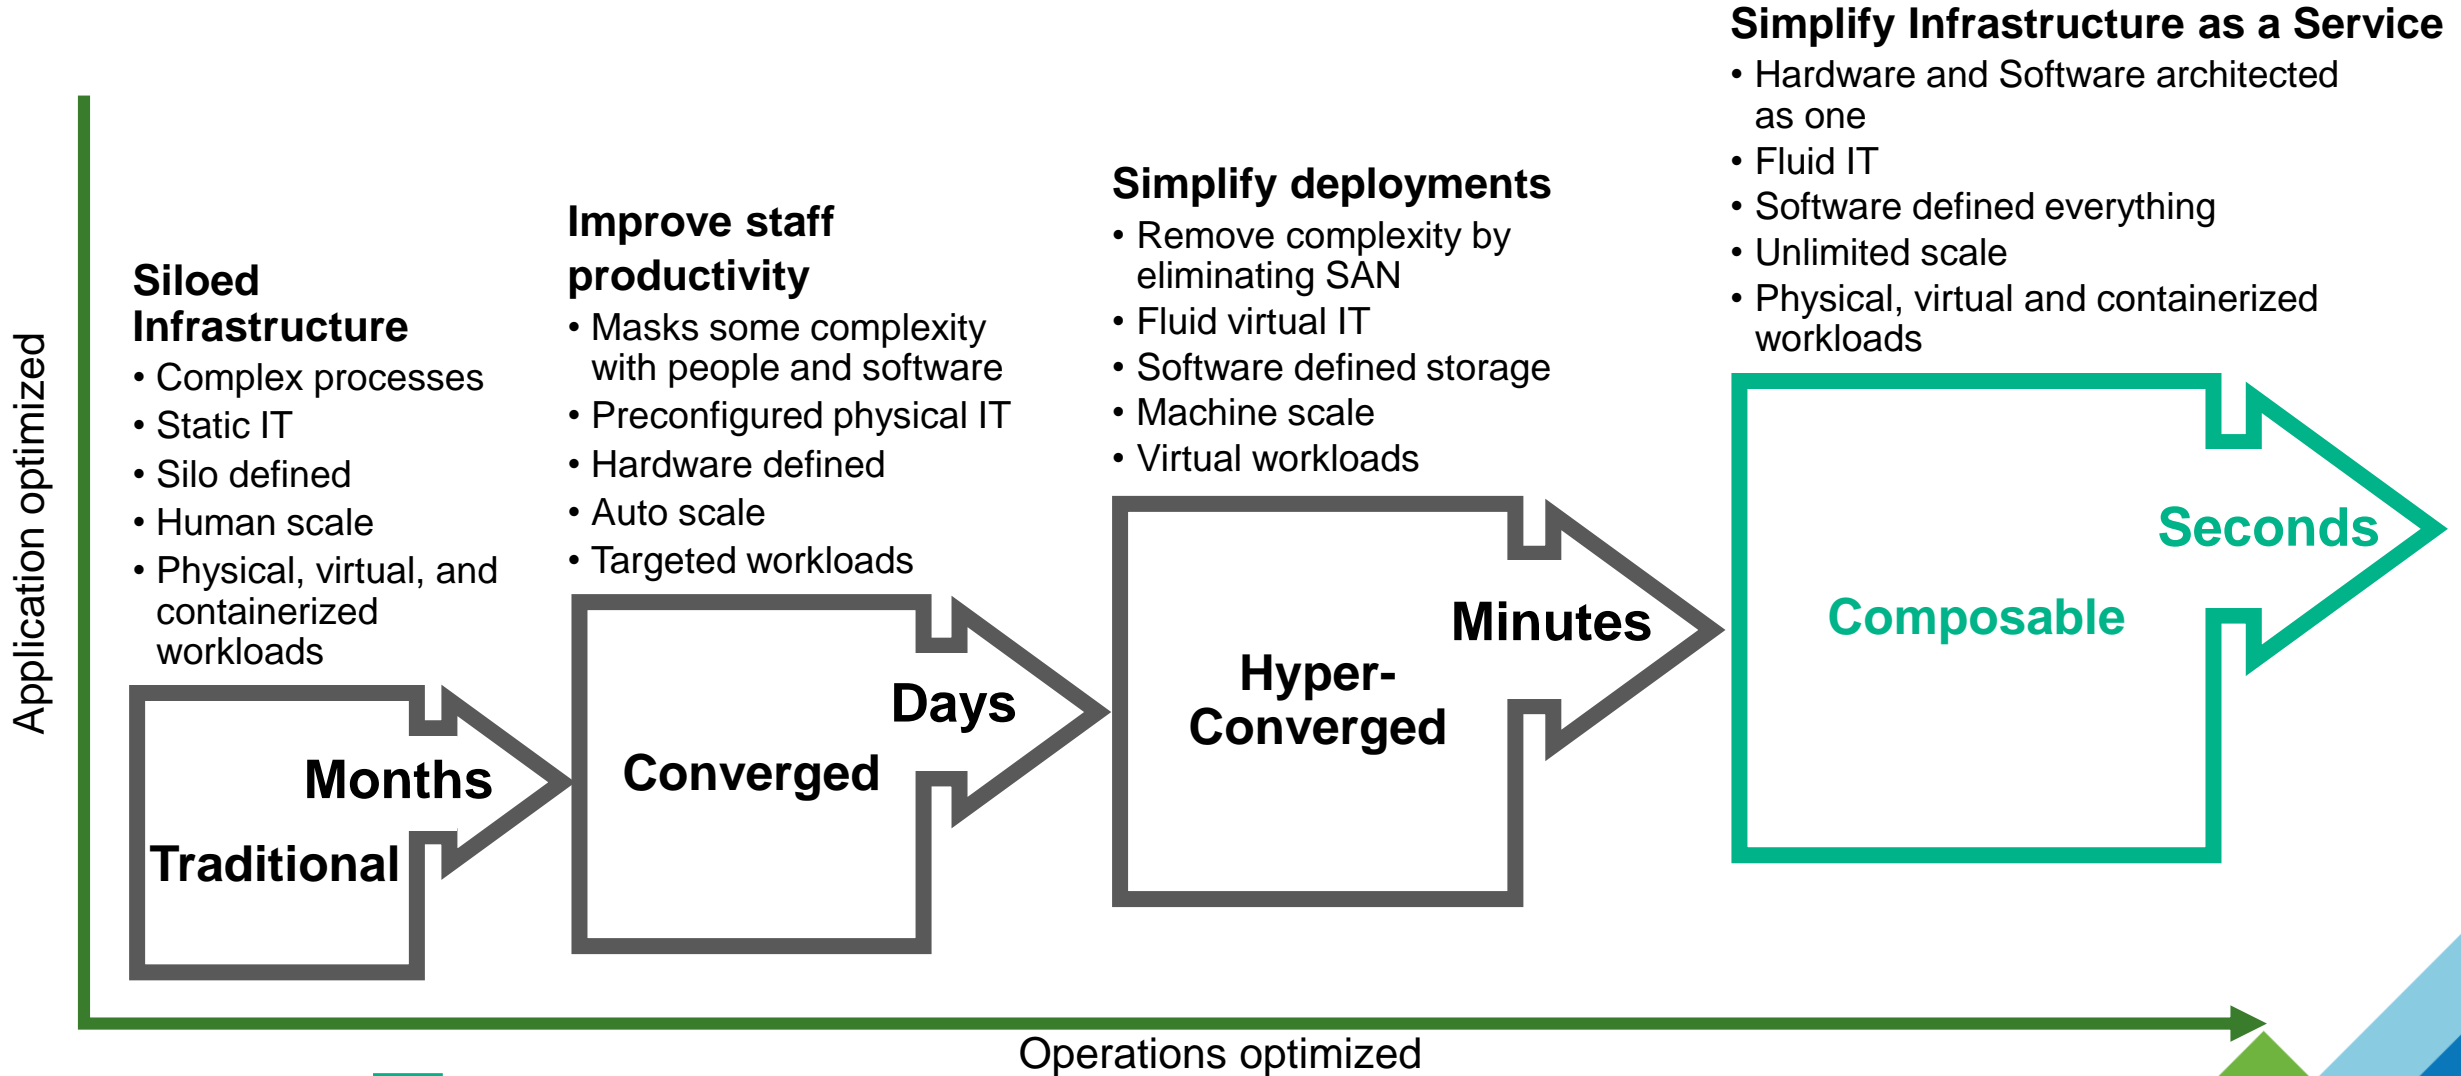 Application optimized
Siloed
Infrastructure
• Complex processes
• Static IT
• Silo defined
• Human scale
• Physical, virtual, and
containerized
workloads
Months
Traditional
Improve staff
productivity
• Masks some complexity
with people and software
• Preconfigured physical IT
• Hardware defined
• Auto scale
• Targeted workloads
Days
Converged
Simplify deployments
• Remove complexity by
eliminating SAN
• Fluid virtual IT
• Software defined storage
• Machine scale
• Virtual workloads
Minutes
Hyper-
Converged
Simplify Infrastructure as a Service
• Hardware and Software architected
as one
• Fluid IT
• Software defined everything
• Unlimited scale
• Physical, virtual and containerized
workloads
Seconds
Composable
Operations optimized